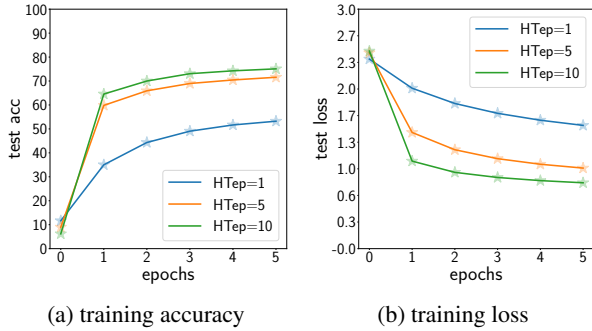 100
90
80
70
60
50
40
30
20
10
0
test acc
HTep=1
HTep=5
HTep=10
0 1 2 3 4 5
epochs
(a) training accuracy
3.0
2.7
2.3
2.0
1.7
1.3
1.0
0.6
0.3
-0.0
test loss
HTep=1
HTep=5
HTep=10
0 1 2 3 4 5
epochs
(b) training loss